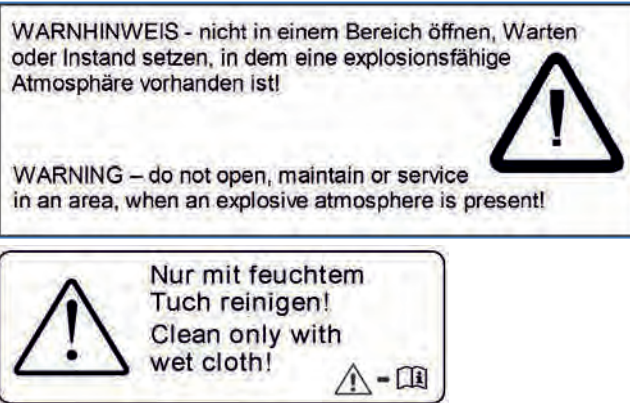 WARNHINWEIS - nicht in einem Bereich öffnen, Warten
oder Instand setzen, in dem eine explosionsfähige
Atmosphäre vorhanden ist!
WARNING – do not open, maintain or service
in an area, when an explosive atmosphere is present!
Nur mit feuchtem
Tuch reinigen!
Clean only with
wet cloth!